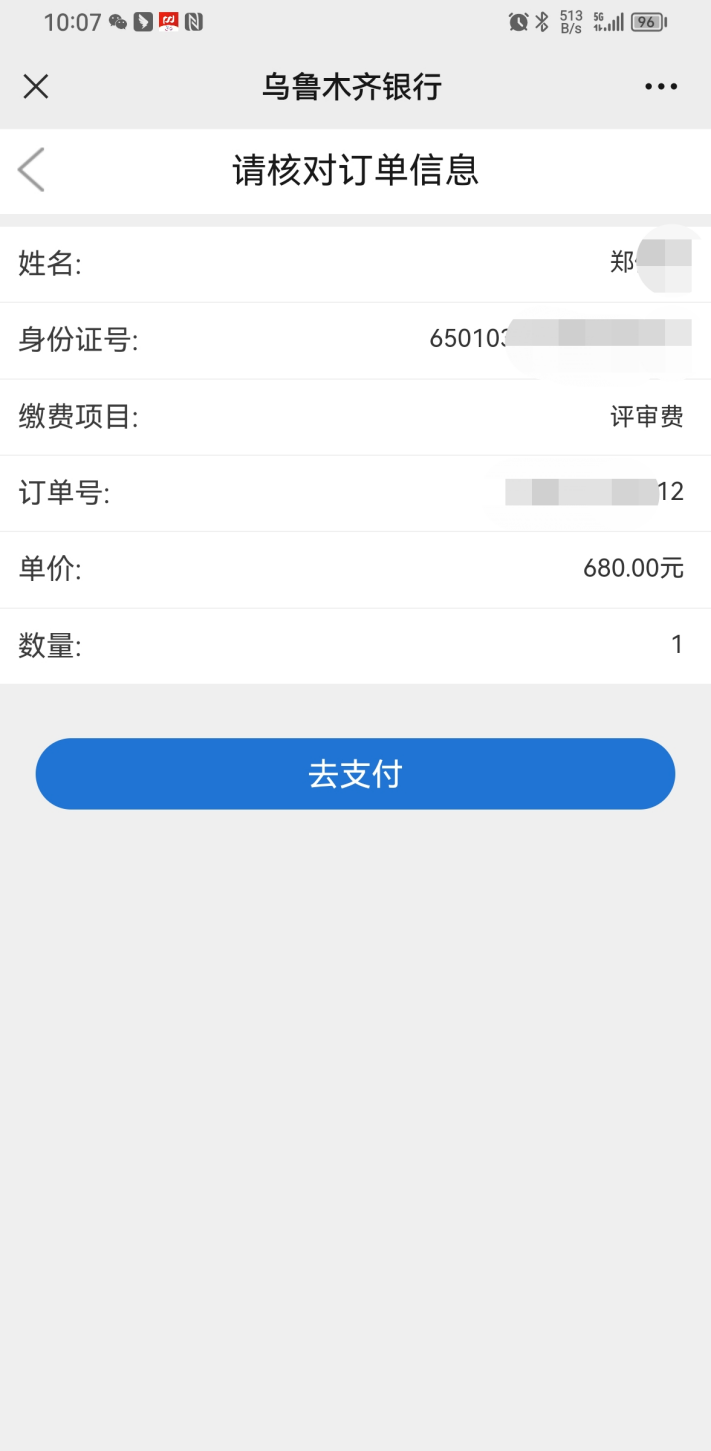 10:07 513 B/s 5G 96
乌鲁木齐银行
请核对订单信息
姓名: 郑
身份证号: 650103
缴费项目: 评审费
订单号: 12
单价: 680.00元
数量: 1
去支付